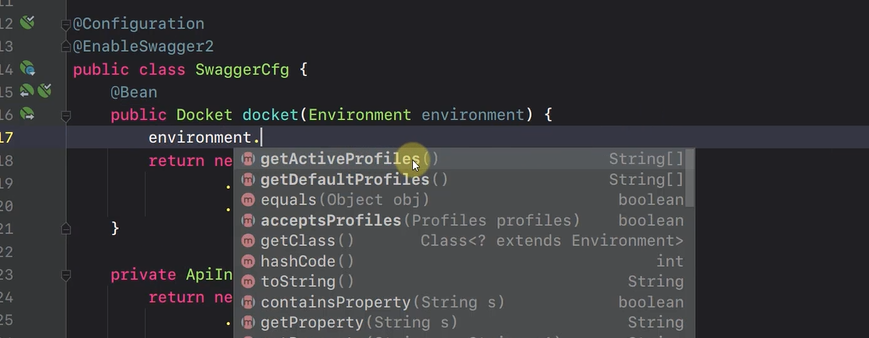 11
12 @Configuration
13 @EnableSwagger2
14 public class SwaggerCfg {
15 @Bean
16 public Docket docket(Environment environment) {
17 environment.
18 return ne
19 .
20 .
21 }
22
23 private ApiIn
24 return ne
25 .
m getActiveProfiles() String[]
m getDefaultProfiles() String[]
m equals(Object obj) boolean
m acceptsProfiles(Profiles profiles) boolean
m getClass() Class<? extends Environment>
m hashCode() int
m toString() String
m containsProperty(String s) boolean
m getProperty(String s) String